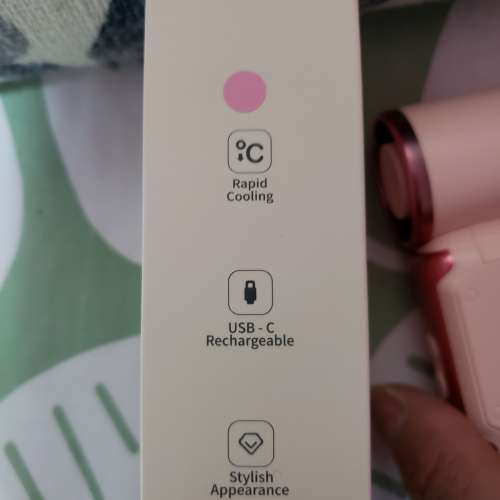 °C
Rapid
Cooling
USB - C
Rechargeable
Stylish
Appearance